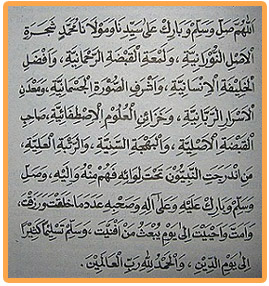 اللّٰهُمَّ صَلِّ وَسَلِّمْ وَبَارِكْ عَلَى سَيِّدِنَا وَمَوْلَانَا مُحَمَّدٍ شَجَرَةِ
الْأَصْلِ النُّورَانِيَّةِ ، وَلَمْعَةِ الْقَبْضَةِ الرَّحْمَانِيَّةِ ، وَأَفْضَلِ
الْخَلِيقَةِ الْإِنْسَانِيَّةِ ، وَأَشْرَفِ الصُّورَةِ الْجِسْمَانِيَّةِ ، وَمَعْدِنِ
الْأَسْرَارِ الرَّبَّانِيَّةِ ، وَخَزَائِنِ الْعُلُومِ الْإِصْطِفَائِيَّةِ ، صَاحِبِ
الْقَبْضَةِ الْأَصْلِيَّةِ ، وَالْبَهْجَةِ السَّنِيَّةِ ، وَالرُّتْبَةِ الْعَلِيَّةِ ،
مَنِ انْدَرَجَتِ النَّبِيُّونَ تَحْتَ لِوَائِهِ فَهُمْ مِنْهُ وَإِلَيْهِ ، وَصَلِّ
وَسَلِّمْ وَبَارِكْ عَلَيْهِ وَعَلَى آلِهِ وَصَحْبِهِ عَدَدَ مَا خَلَقْتَ ، وَرَزَقْتَ ،
وَأَمَتَّ وَأَحْيَيْتَ إِلَى يَوْمِ تَبْعَثُ مَنْ أَفْنَيْتَ ، وَسَلِّمْ تَسْلِيمًا كَثِيرًا
إِلَى يَوْمِ الدِّينِ ، وَالْحَمْدُ لِلّٰهِ رَبِّ الْعَالَمِينَ .